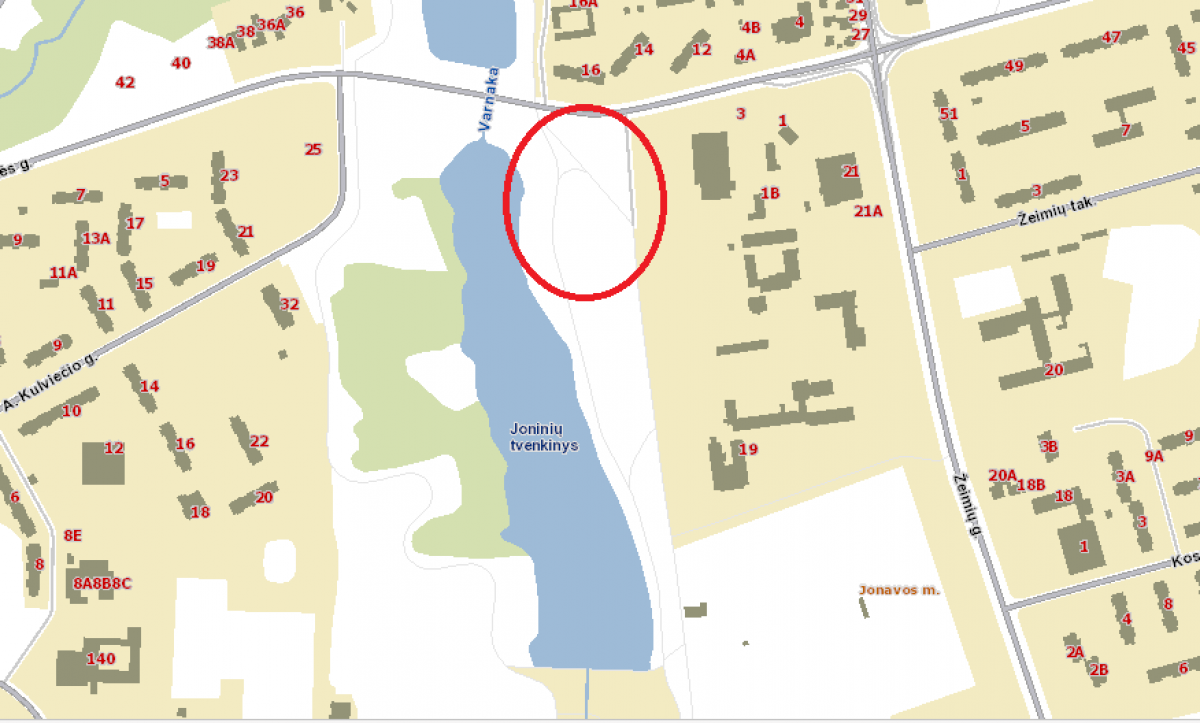 36
38
36A
38A
40
42
16A
14
16
12
4B
4A
4
29
27
47
45
49
Varnaka
ės g.
51
5
7
3
1
25
7
5
23
1
21
1B
3
21A
Žeimių tak.
17
13A
21
9
11A
15
19
11
32
9
A. Kulviečio g.
14
10
20
Joninių
tvenkinys
16
22
12
19
3B
9
9A
20A
18B
3A
18
Žeimių g.
6
18
20
3
8E
1
8
8A8B8C
Kos
Jonavos m.
4
8
140
2A
2B
6